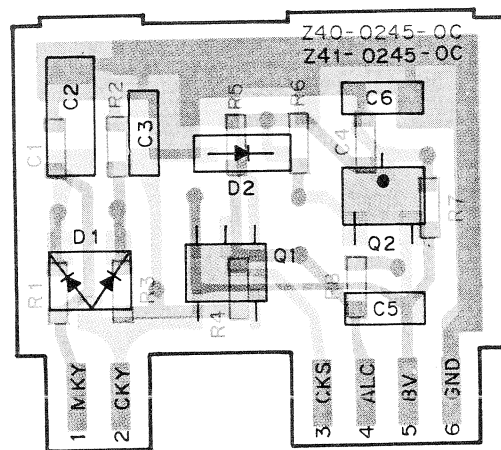 Z40-0245-0C
Z41-0245-0C
C2
R2
C3
R5
R6
C6
C4
C1
D2
R7
D1
Q1
Q2
R1
R3
R4
R8
C5
1 MKY
2 CKY
3 CKS
4 ALC
5 8V
6 GND